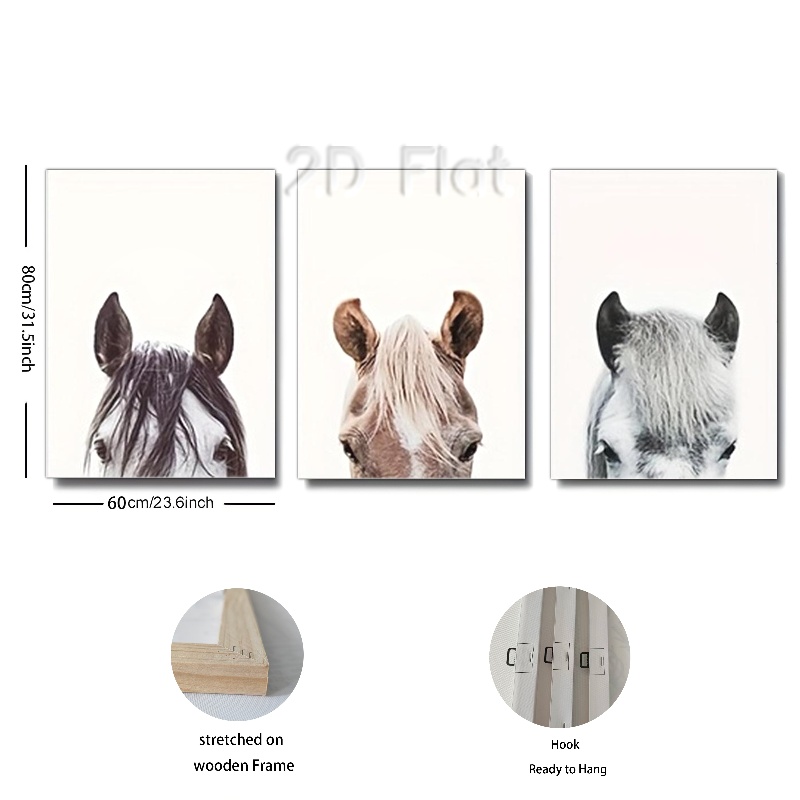 2D Flat
80cm/31.5inch
60cm/23.6inch
stretched on
wooden Frame
Hook
Ready to Hang